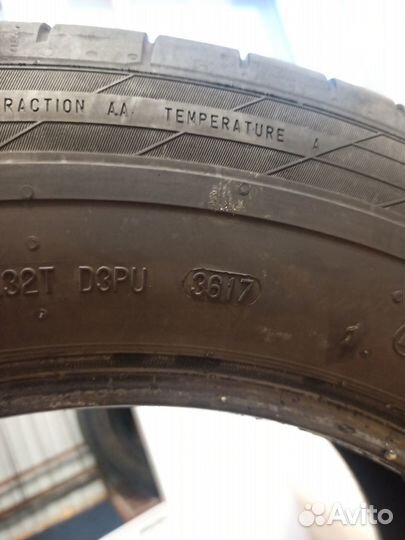 RACTION AA TEMPERATURE A
32T D3PU 3617
Avito